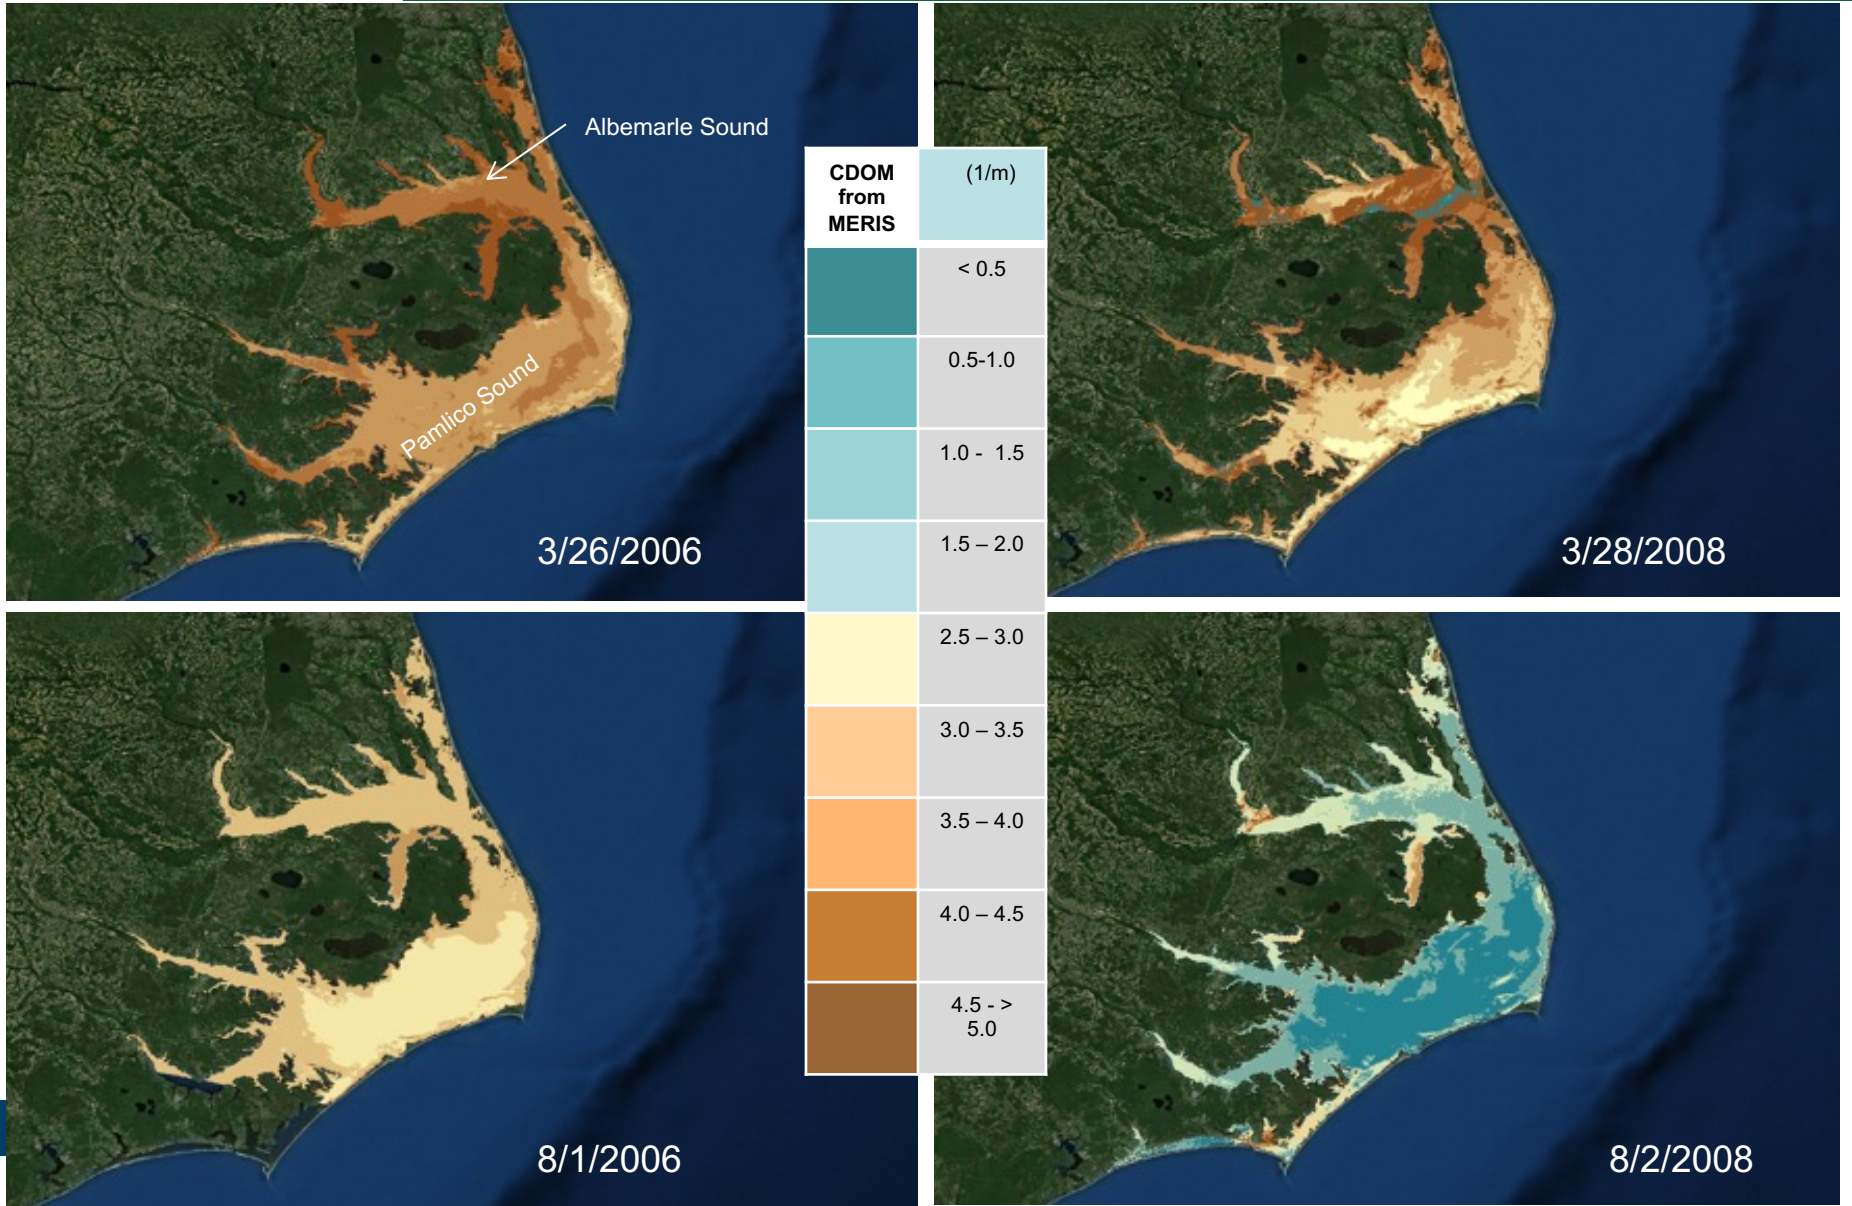 Albemarle Sound
Pamlico Sound
3/26/2006
3/28/2008
CDOM
from
MERIS
(1/m)
< 0.5
0.5-1.0
1.0 - 1.5
1.5 – 2.0
2.5 – 3.0
3.0 – 3.5
3.5 – 4.0
4.0 – 4.5
4.5 - >
5.0
8/1/2006
8/2/2008